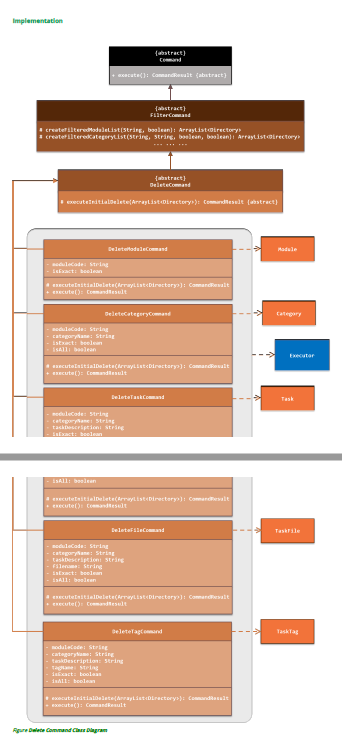 Implementation
{abstract}
Command
+ execute(): CommandResult {abstract}
{abstract}
FilterCommand
# createFilteredModuleList(String, boolean): ArrayList<Directory>
# createFilteredCategoryList(String, String, boolean, boolean): ArrayList<Directory>
... ... ...
{abstract}
DeleteCommand
# executeInitialDelete(ArrayList<Directory>): CommandResult {abstract}
DeleteModuleCommand
- moduleCode: String
- isExact: boolean
# executeInitialDelete(ArrayList<Directory>): CommandResult
+ execute(): CommandResult
Module
DeleteCategoryCommand
- moduleCode: String
- categoryName: String
- isExact: boolean
- isAll: boolean
# executeInitialDelete(ArrayList<Directory>): CommandResult
+ execute(): CommandResult
Category
Executor
DeleteTaskCommand
- moduleCode: String
- categoryName: String
- taskDescription: String
- isExact: boolean
Task
- isAll: boolean
# executeInitialDelete(ArrayList<Directory>): CommandResult
+ execute(): CommandResult
DeleteFileCommand
- moduleCode: String
- categoryName: String
- taskDescription: String
- filename: String
- isExact: boolean
- isAll: boolean
# executeInitialDelete(ArrayList<Directory>): CommandResult
+ execute(): CommandResult
TaskFile
DeleteTagCommand
- moduleCode: String
- categoryName: String
- taskDescription: String
- tagName: String
- isExact: boolean
- isAll: boolean
# executeInitialDelete(ArrayList<Directory>): CommandResult
+ execute(): CommandResult
TaskTag
Figure Delete Command Class Diagram